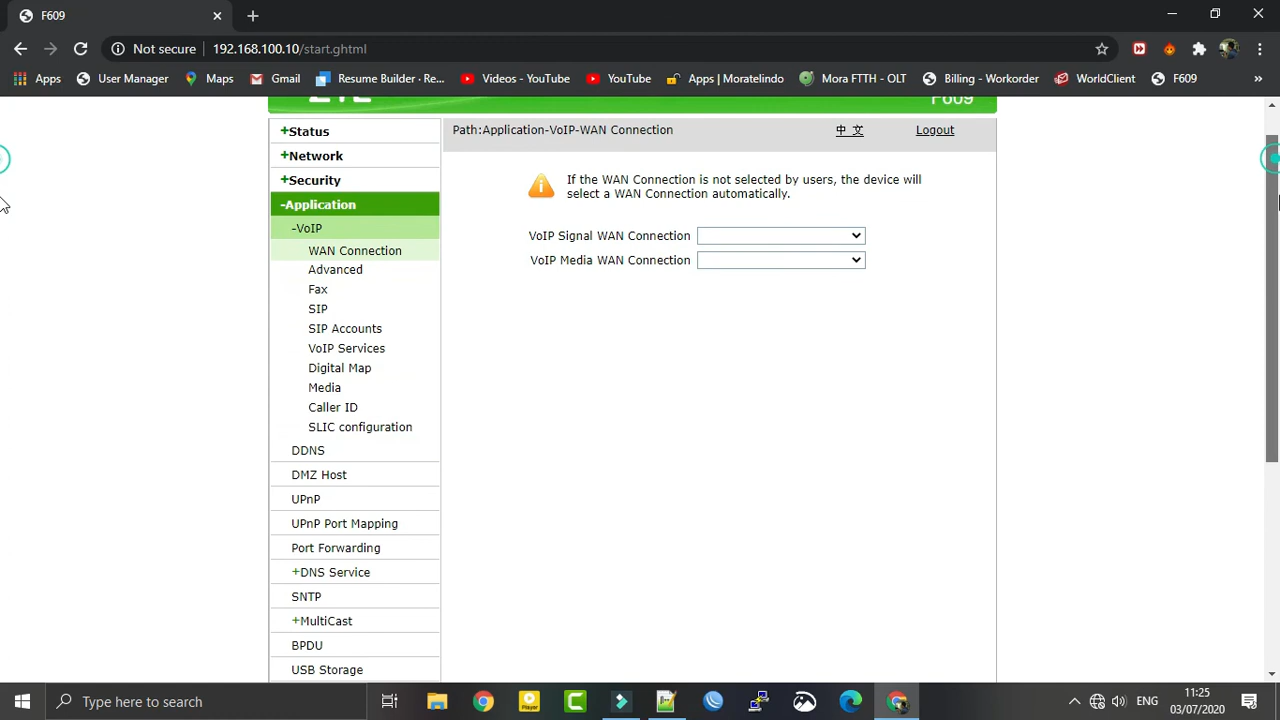 F609
Not secure
192.168.100.10/start.ghtml
Apps
User Manager
Maps
Gmail
Resume Builder · Re...
Videos - YouTube
YouTube
Apps | Moratelindo
Mora FTTH - OLT
Billing - Workorder
WorldClient
F609
»
F609
+Status
Path:Application-VoIP-WAN Connection
中 文
Logout
+Network
+Security
If the WAN Connection is not selected by users, the device will
select a WAN Connection automatically.
-Application
-VoIP
VoIP Signal WAN Connection
WAN Connection
VoIP Media WAN Connection
Advanced
Fax
SIP
SIP Accounts
VoIP Services
Digital Map
Media
Caller ID
SLIC configuration
DDNS
DMZ Host
UPnP
UPnP Port Mapping
Port Forwarding
+DNS Service
SNTP
+MultiCast
BPDU
USB Storage
Type here to search
Player
ENG
11:25
03/07/2020